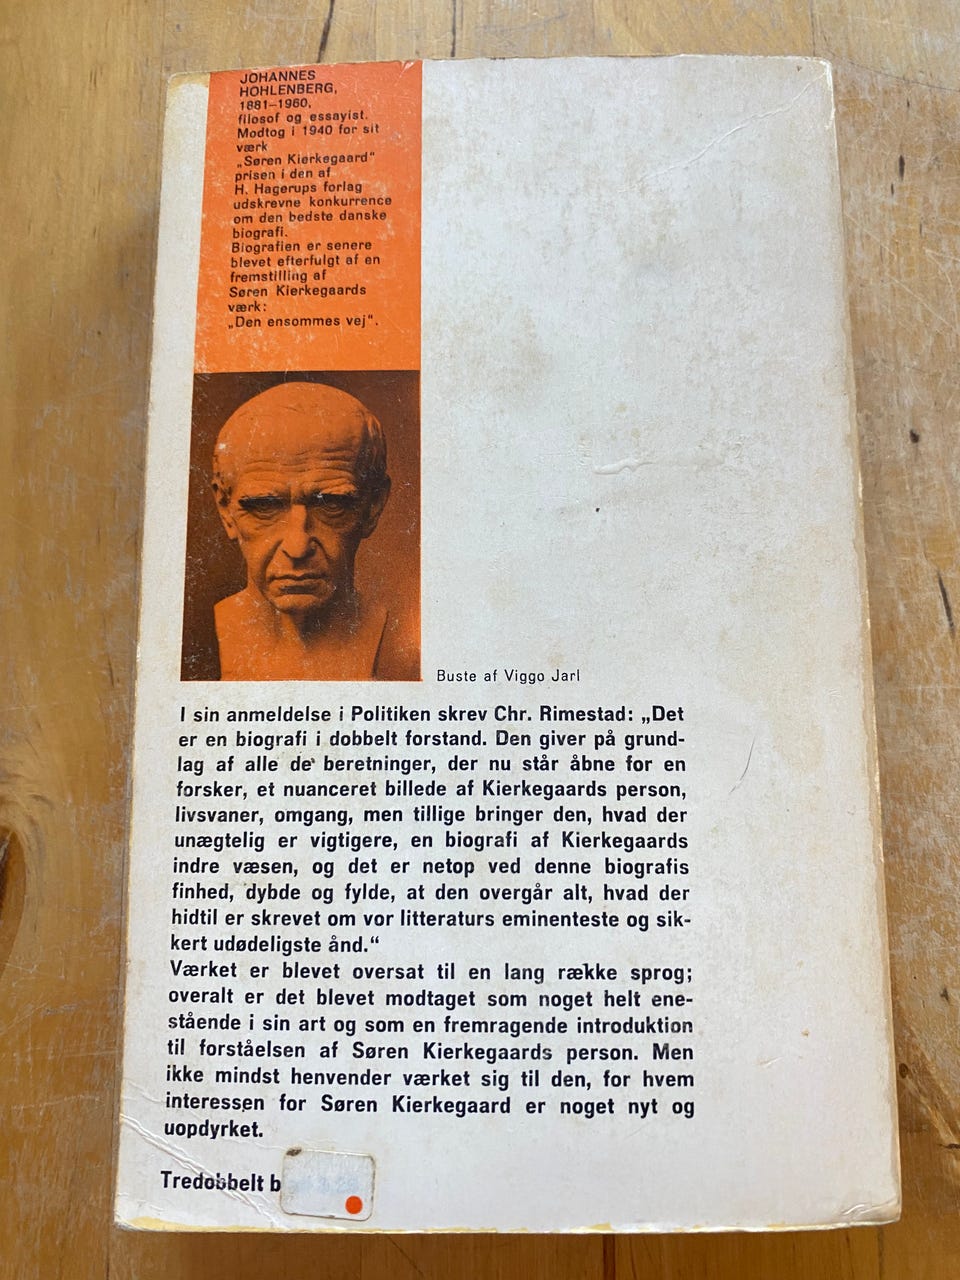 JOHANNES
HOHLENBERG,
1881–1960,
filosof og essayist.
Modtog i 1940 for sit
værk
„Søren Kierkegaard“
prisen i den af
H. Hagerups forlag
udskrevne konkurrence
om den bedste danske
biografi.
Biografien er senere
blevet efterfulgt af en
fremstilling af
Søren Kierkegaards
værk:
„Den ensommes vej“.
Buste af Viggo Jarl
I sin anmeldelse i Politiken skrev Chr. Rimestad: „Det
er en biografi i dobbelt forstand. Den giver på grund-
lag af alle de beretninger, der nu står åbne for en
forsker, et nuanceret billede af Kierkegaards person,
livsvaner, omgang, men tillige bringer den, hvad der
unægtelig er vigtigere, en biografi af Kierkegaards
indre væsen, og det er netop ved denne biografis
finhed, dybde og fylde, at den overgår alt, hvad der
hidtil er skrevet om vor litteraturs eminenteste og sik-
kert udødeligste ånd.“
Værket er blevet oversat til en lang række sprog;
overalt er det blevet modtaget som noget helt ene-
stående i sin art og som en fremragende introduktion
til forståelsen af Søren Kierkegaards person. Men
ikke mindst henvender værket sig til den, for hvem
interessen for Søren Kierkegaard er noget nyt og
uopdyrket.
Tredobbelt b